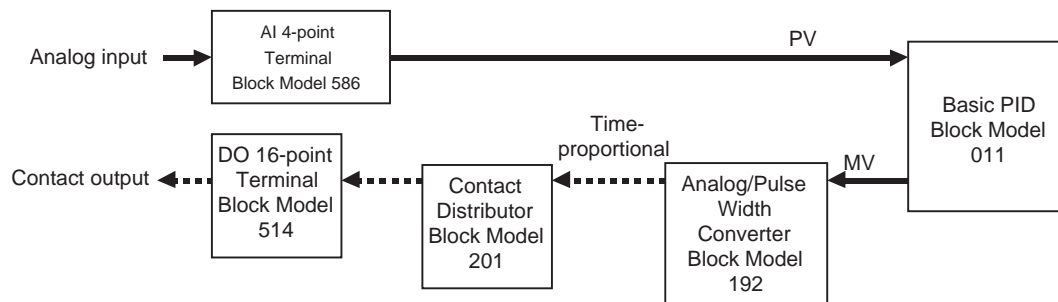 Analog input
AI 4-point
Terminal
Block Model 586
PV
Basic PID
Block Model
011
Contact output
DO 16-point
Terminal
Block Model
514
Contact
Distributor
Block Model
201
Time-
proportional
Analog/Pulse
Width
Converter
Block Model
192
MV